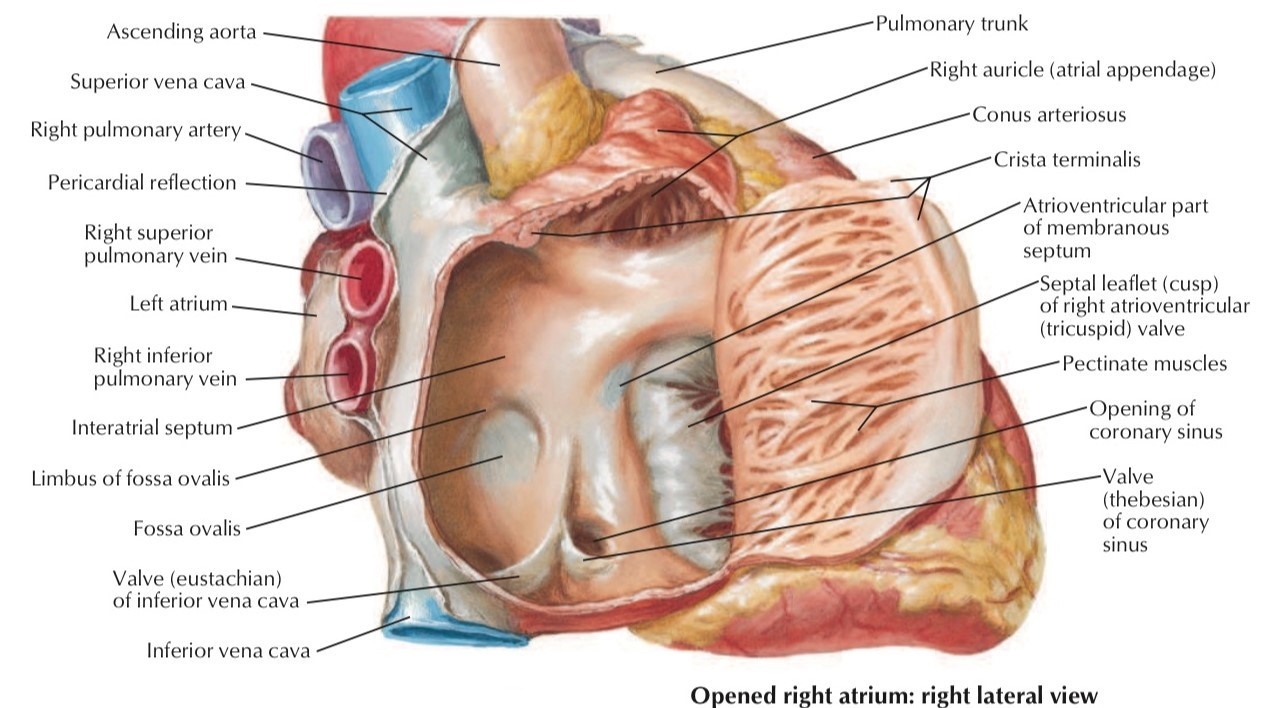 Ascending aorta
Superior vena cava
Right pulmonary artery
Pericardial reflection
Right superior
pulmonary vein
Left atrium
Right inferior
pulmonary vein
Interatrial septum
Limbus of fossa ovalis
Fossa ovalis
Valve (eustachian)
of inferior vena cava
Inferior vena cava
Pulmonary trunk
Right auricle (atrial appendage)
Conus arteriosus
Crista terminalis
Atrioventricular part
of membranous
septum
Septal leaflet (cusp)
of right atrioventricular
(tricuspid) valve
Pectinate muscles
Opening of
coronary sinus
Valve
(thebesian)
of coronary
sinus
Opened right atrium: right lateral view